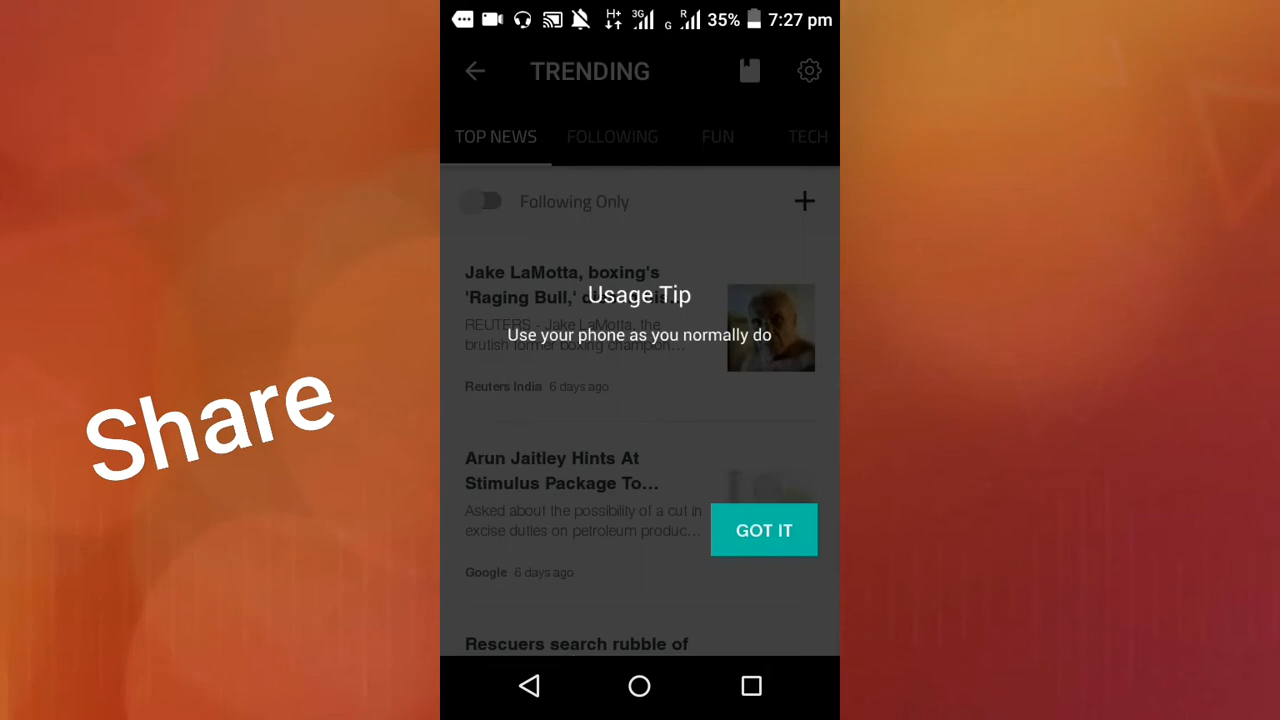 H+ 3G G R 35% 7:27 pm
TRENDING
TOP NEWS FOLLOWING FUN TECH
Following Only
Jake LaMotta, boxing's
'Raging Bull,'
Usage Tip
REUTERS - Jake LaMotta, the
Use your phone as you normally do
brutish former boxing champion...
Reuters India 6 days ago
Share
Arun Jaitley Hints At
Stimulus Package To...
Asked about the possibility of a cut in
excise duties on petroleum produc...
GOT IT
Google 6 days ago
Rescuers search rubble of